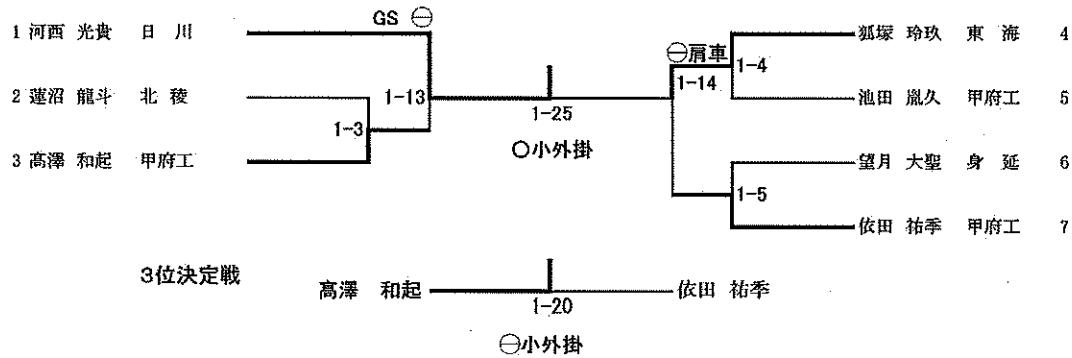 GS ㊀
1 河西 光貴 日 川
狐塚 玲玖 東 海 4
㊀肩車
1-4
1-14
2 蓮沼 龍斗 北 稜
1-13
池田 胤久 甲府工 5
1-25
1-3
〇小外掛
3 髙澤 和起 甲府工
望月 大聖 身 延 6
1-5
依田 祐季 甲府工 7
3位決定戦
髙澤 和起
依田 祐季
1-20
㊀小外掛